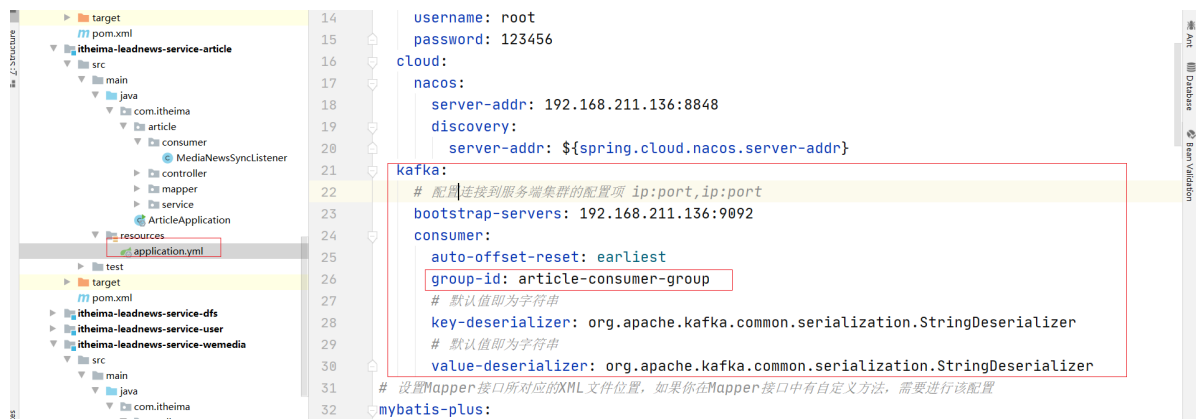 target
pom.xml
itheima-leadnews-service-article
src
main
java
com.itheima
article
consumer
MediaNewsSyncListener
controller
mapper
service
ArticleApplication
resources
application.yml
test
target
pom.xml
itheima-leadnews-service-dfs
itheima-leadnews-service-user
itheima-leadnews-service-wemedia
src
main
java
com.itheima
7: Structure
14 username: root
15 password: 123456
16 cloud:
17 nacos:
18 server-addr: 192.168.211.136:8848
19 discovery:
20 server-addr: ${spring.cloud.nacos.server-addr}
21 kafka:
22 # 配置连接到服务端集群的配置项 ip:port,ip:port
23 bootstrap-servers: 192.168.211.136:9092
24 consumer:
25 auto-offset-reset: earliest
26 group-id: article-consumer-group
27 # 默认值即为字符串
28 key-deserializer: org.apache.kafka.common.serialization.StringDeserializer
29 # 默认值即为字符串
30 value-deserializer: org.apache.kafka.common.serialization.StringDeserializer
31 # 设置Mapper接口所对应的XML文件位置，如果你在Mapper接口中有自定义方法，需要进行该配置
32 mybatis-plus:
Ant
Database
Bean Validation